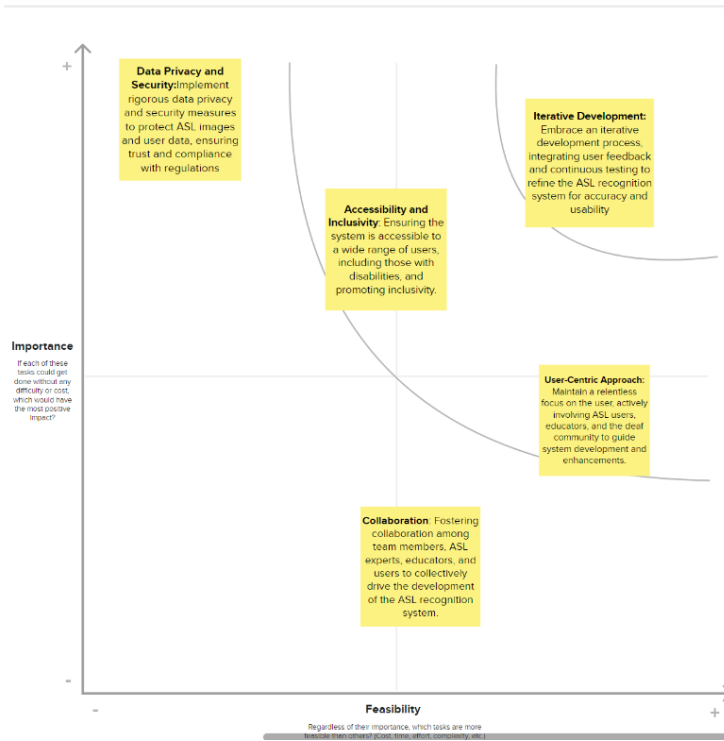 +
Data Privacy and
Security:Implement
rigorous data privacy
and security measures
to protect ASL images
and user data, ensuring
trust and compliance
with regulations
Iterative Development:
Embrace an iterative
development process,
integrating user feedback
and continuous testing to
refine the ASL recognition
system for accuracy and
usability
Accessibility and
Inclusivity: Ensuring the
system is accessible to
a wide range of users,
including those with
disabilities, and
promoting inclusivity.
Importance
If each of these
tasks could get
done without any
difficulty or cost,
which would have
the most positive
impact?
User-Centric Approach:
Maintain a relentless
focus on the user, actively
involving ASL users,
educators, and the deaf
community to guide
system development and
enhancements.
Collaboration: Fostering
collaboration among
team members, ASL
experts, educators, and
users to collectively
drive the development
of the ASL recognition
system.
-
-
Feasibility
+
Regardless of their importance, which tasks are more
feasible than others? (Cost, time, effort, complexity, etc.)